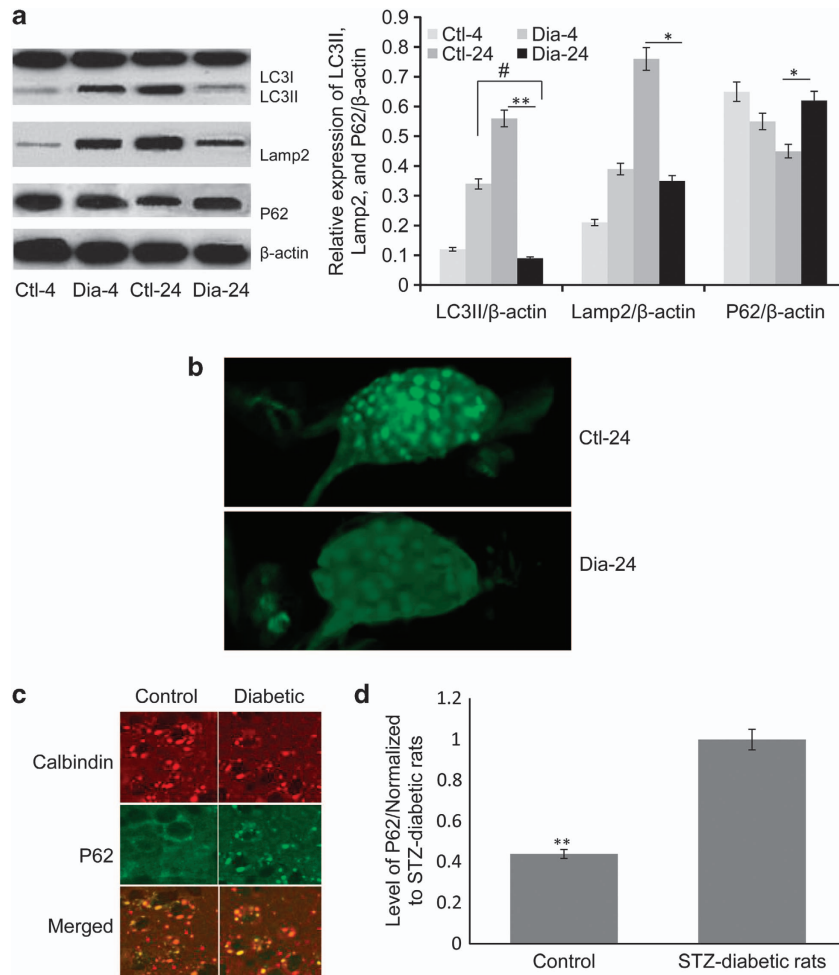 a
LC3I
LC3II
Lamp2
P62
β-actin
Ctl-4 Dia-4 Ctl-24 Dia-24
Relative expression of LC3II,
Lamp2, and P62/β-actin
0.9
0.8
0.7
0.6
0.5
0.4
0.3
0.2
0.1
0
Ctl-4 Dia-4
Ctl-24 Dia-24
#
**
*
*
LC3II/β-actin Lamp2/β-actin P62/β-actin
b
Ctl-24
Dia-24
c
Control Diabetic
Calbindin
P62
Merged
d
Level of P62/Normalized
to STZ-diabetic rats
1.2
1
0.8
0.6
0.4
0.2
0
**
Control STZ-diabetic rats